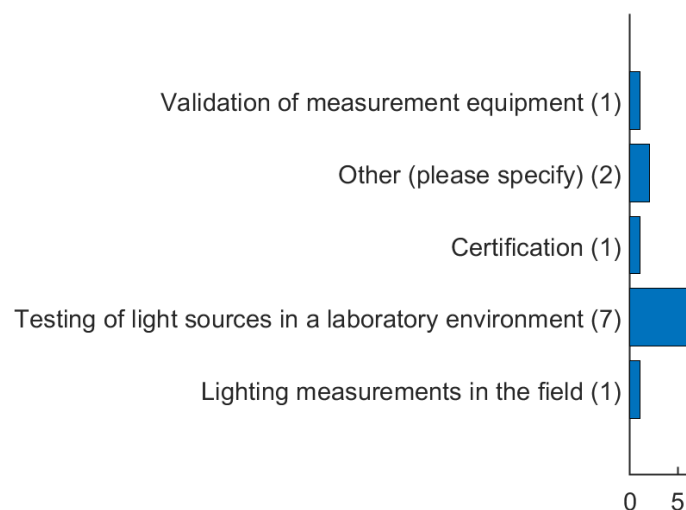 Validation of measurement equipment (1)
Other (please specify) (2)
Certification (1)
Testing of light sources in a laboratory environment (7)
Lighting measurements in the field (1)
0 5